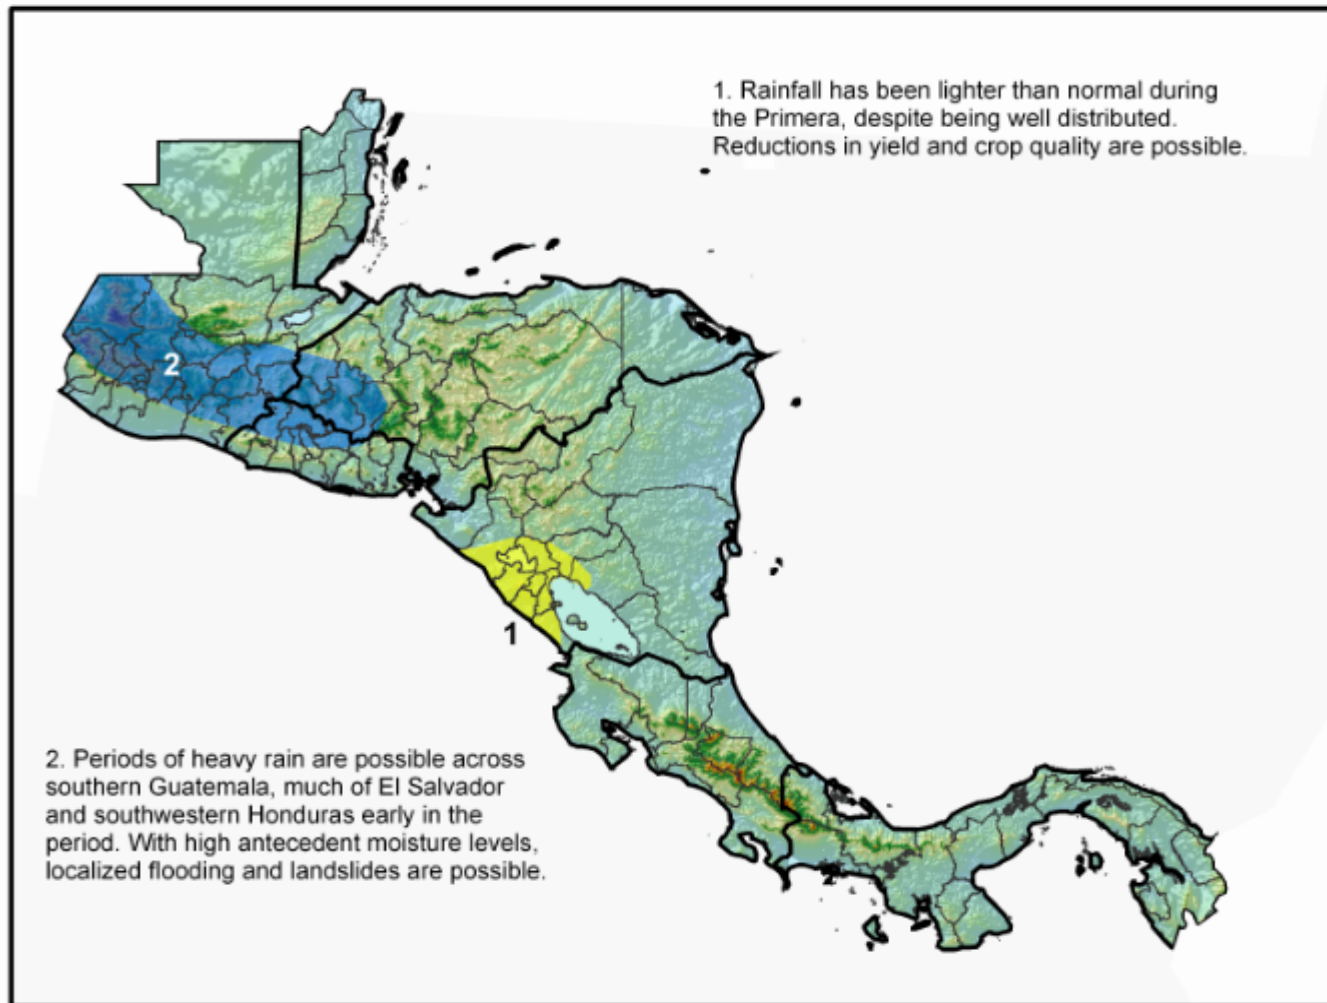 1. Rainfall has been lighter than normal during
the Primera, despite being well distributed.
Reductions in yield and crop quality are possible.
2
1
2. Periods of heavy rain are possible across
southern Guatemala, much of El Salvador
and southwestern Honduras early in the
period. With high antecedent moisture levels,
localized flooding and landslides are possible.